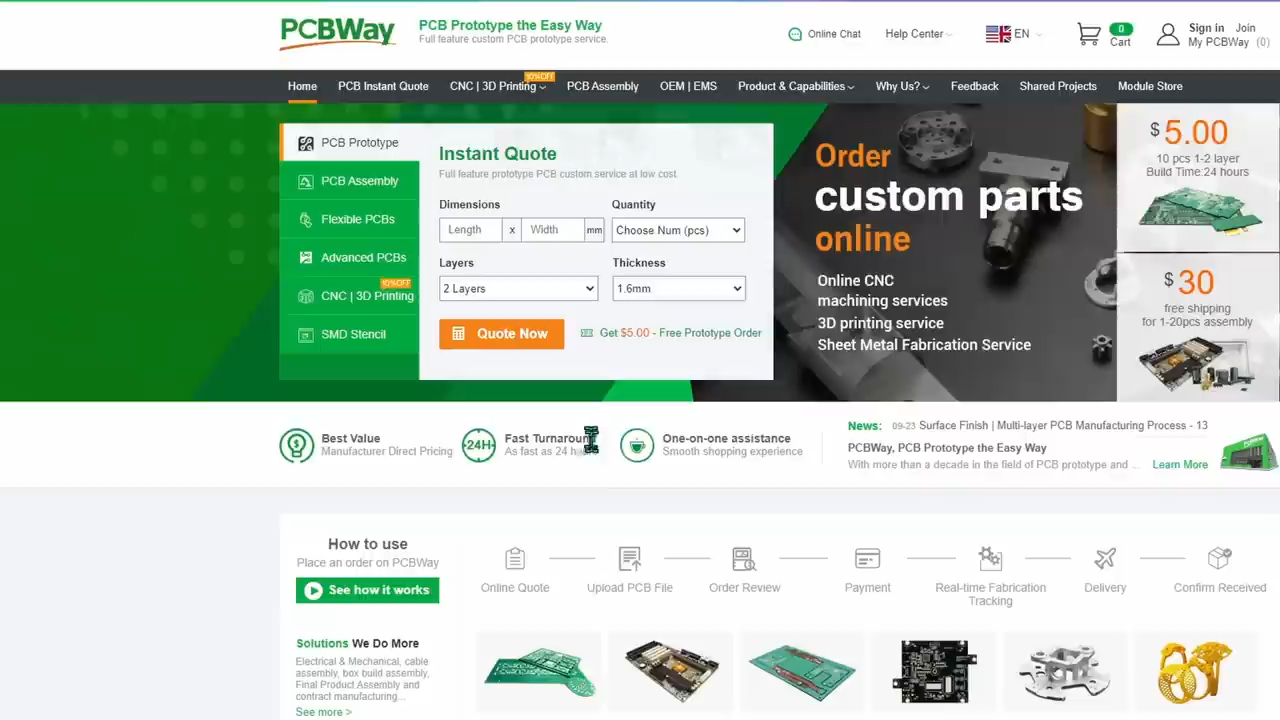 PCBWay
PCB Prototype the Easy Way
Full feature custom PCB prototype service.
Online Chat
Help Center
EN
0
Cart
Sign in
Join
My PCBWay (0)
Home
PCB Instant Quote
CNC | 3D Printing
10%OFF
PCB Assembly
OEM | EMS
Product & Capabilities
Why Us?
Feedback
Shared Projects
Module Store
PCB Prototype
PCB Assembly
Flexible PCBs
Advanced PCBs
10%OFF
CNC | 3D Printing
SMD Stencil
Instant Quote
Full feature prototype PCB custom service at low cost.
Dimensions
Quantity
Length
x
Width
mm
Choose Num (pcs)
Layers
Thickness
2 Layers
1.6mm
Quote Now
Get $5.00 - Free Prototype Order
Order
custom parts
online
Online CNC
machining services
3D printing service
Sheet Metal Fabrication Service
$ 5.00
10 pcs 1-2 layer
Build Time:24 hours
$ 30
free shipping
for 1-20pcs assembly
Best Value
Manufacturer Direct Pricing
24H
Fast Turnaroun
As fast as 24 h
One-on-one assistance
Smooth shopping experience
News:
09-23 Surface Finish | Multi-layer PCB Manufacturing Process - 13
PCBWay, PCB Prototype the Easy Way
With more than a decade in the field of PCB prototype and ...
Learn More
How to use
Place an order on PCBWay
See how it works
Online Quote
Upload PCB File
Order Review
Payment
Real-time Fabrication
Tracking
Delivery
Confirm Received
Solutions We Do More
Electrical & Mechanical, cable
assembly, box build assembly,
Final Product Assembly and
contract manufacturing...
See more >